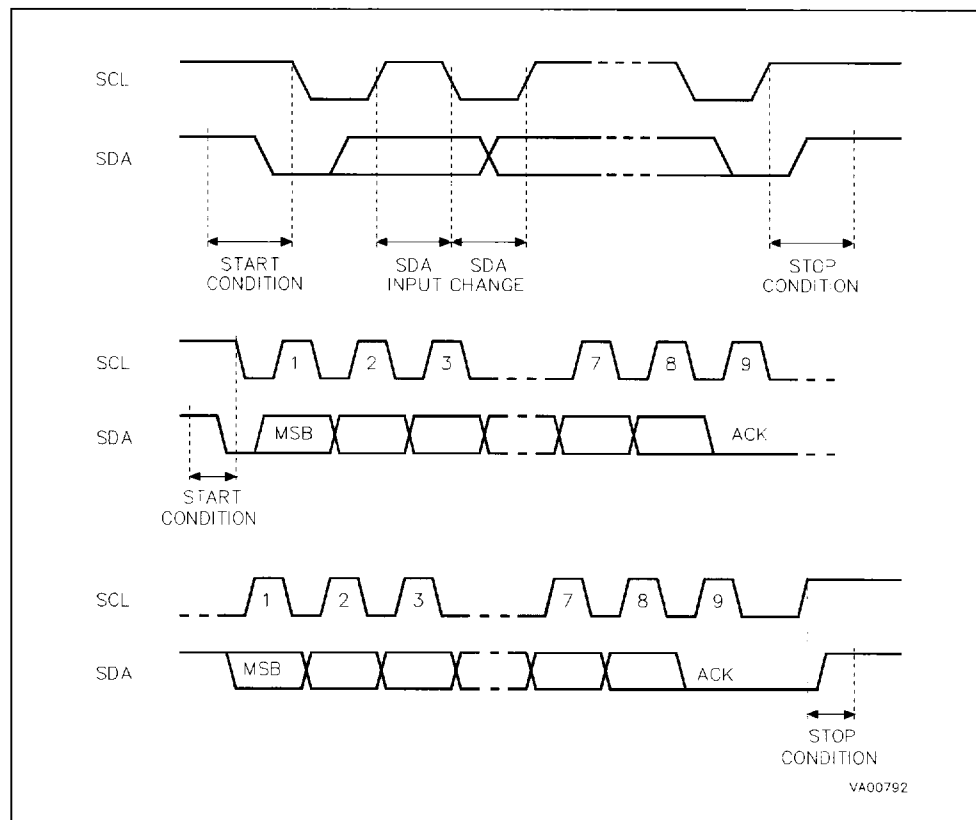 SCL
SDA
START
CONDITION
SDA
INPUT
SDA
CHANGE
STOP
CONDITION
SCL
1
2
3
7
8
9
SDA
MSB
ACK
START
CONDITION
SCL
1
2
3
7
8
9
SDA
MSB
ACK
STOP
CONDITION
VA00792